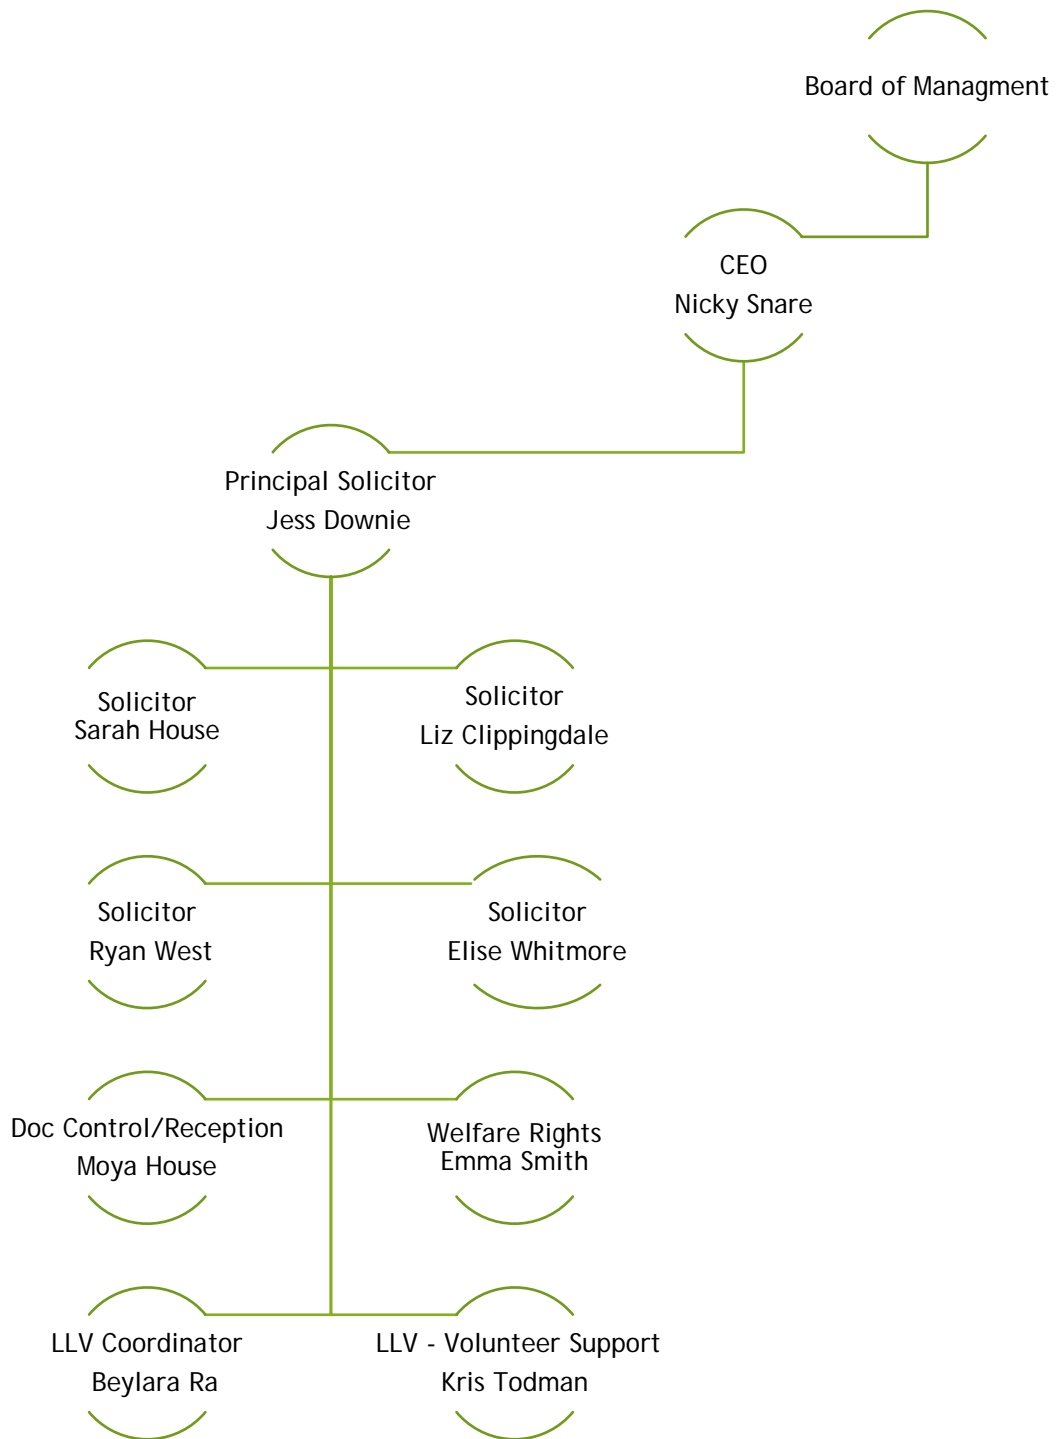 Board of Managment
CEO
Nicky Snare
Principal Solicitor
Jess Downie
Solicitor
Sarah House
Solicitor
Liz Clippingdale
Solicitor
Ryan West
Solicitor
Elise Whitmore
Doc Control/Reception
Moya House
Welfare Rights
Emma Smith
LLV Coordinator
Beylara Ra
LLV - Volunteer Support
Kris Todman